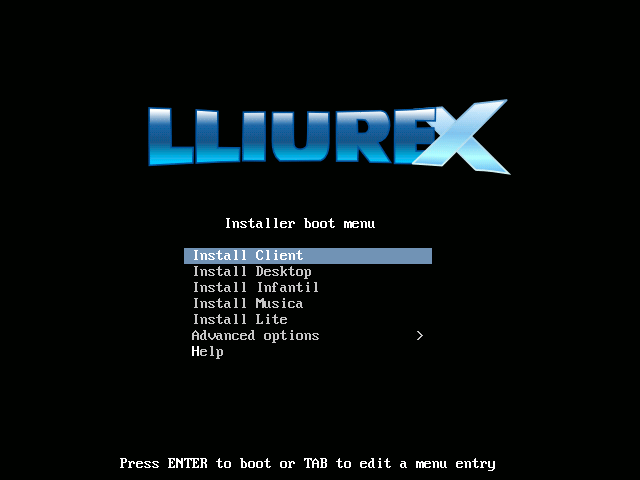 LLIUREX
Installer boot menu
Install Client
Install Desktop
Install Infantil
Install Musica
Install Lite
Advanced options >
Help
Press ENTER to boot or TAB to edit a menu entry